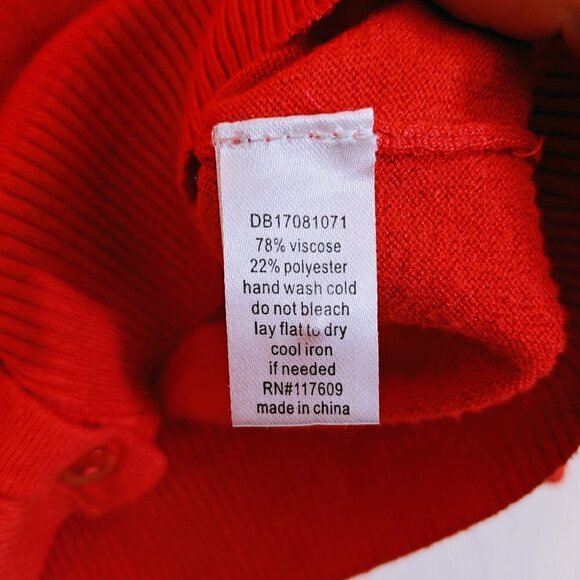 DB17081071
78% viscose
22% polyester
hand wash cold
do not bleach
lay flat to dry
cool iron
if needed
RN#117609
made in china